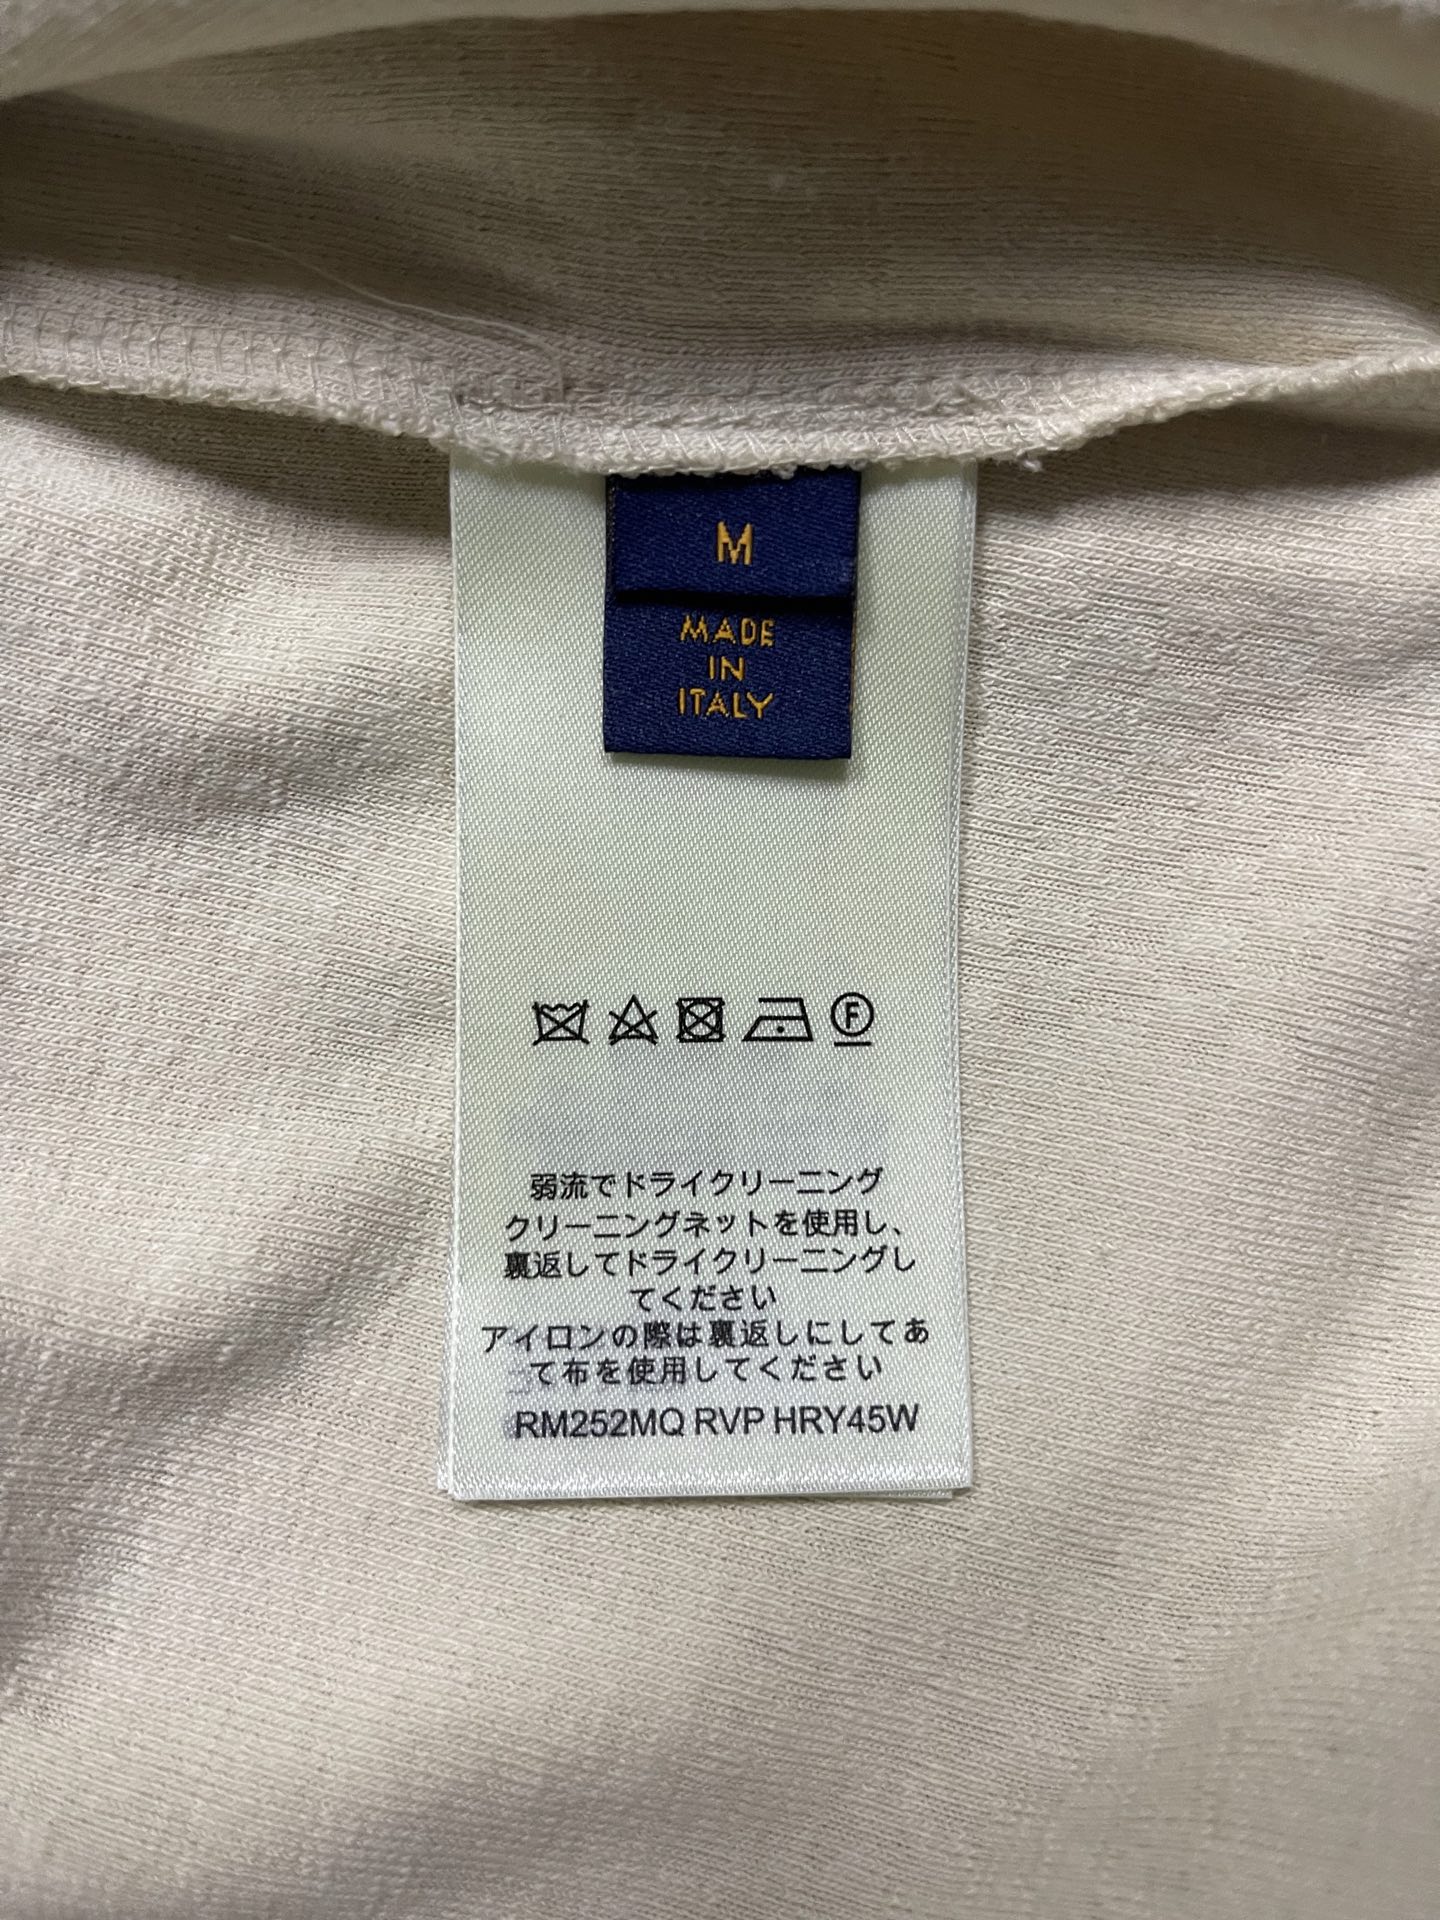 M
MADE
IN
ITALY
F
弱流でドライクリーニング
クリーニングネットを使用し、
裏返してドライクリーニングし
てください
アイロンの際は裏返しにしてあ
て布を使用してください
RM252MQ RVP HRY45W